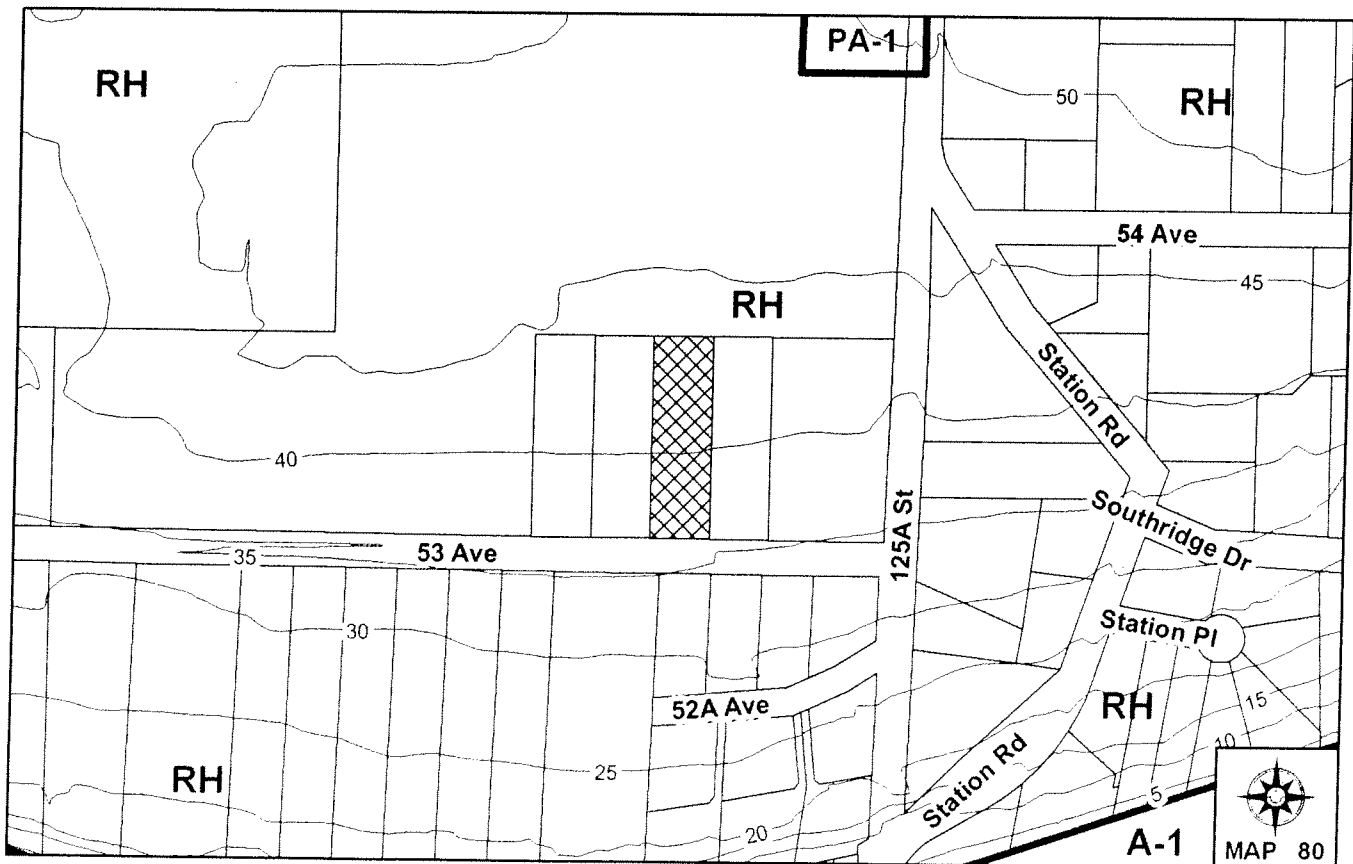 PA-1
RH
50
RH
54 Ave
45
RH
Station Rd
40
125A St
Southridge Dr
53 Ave
35
30
Station Pl
52A Ave
RH
15
25
10
RH
Station Rd
5
20
A-1
MAP 80